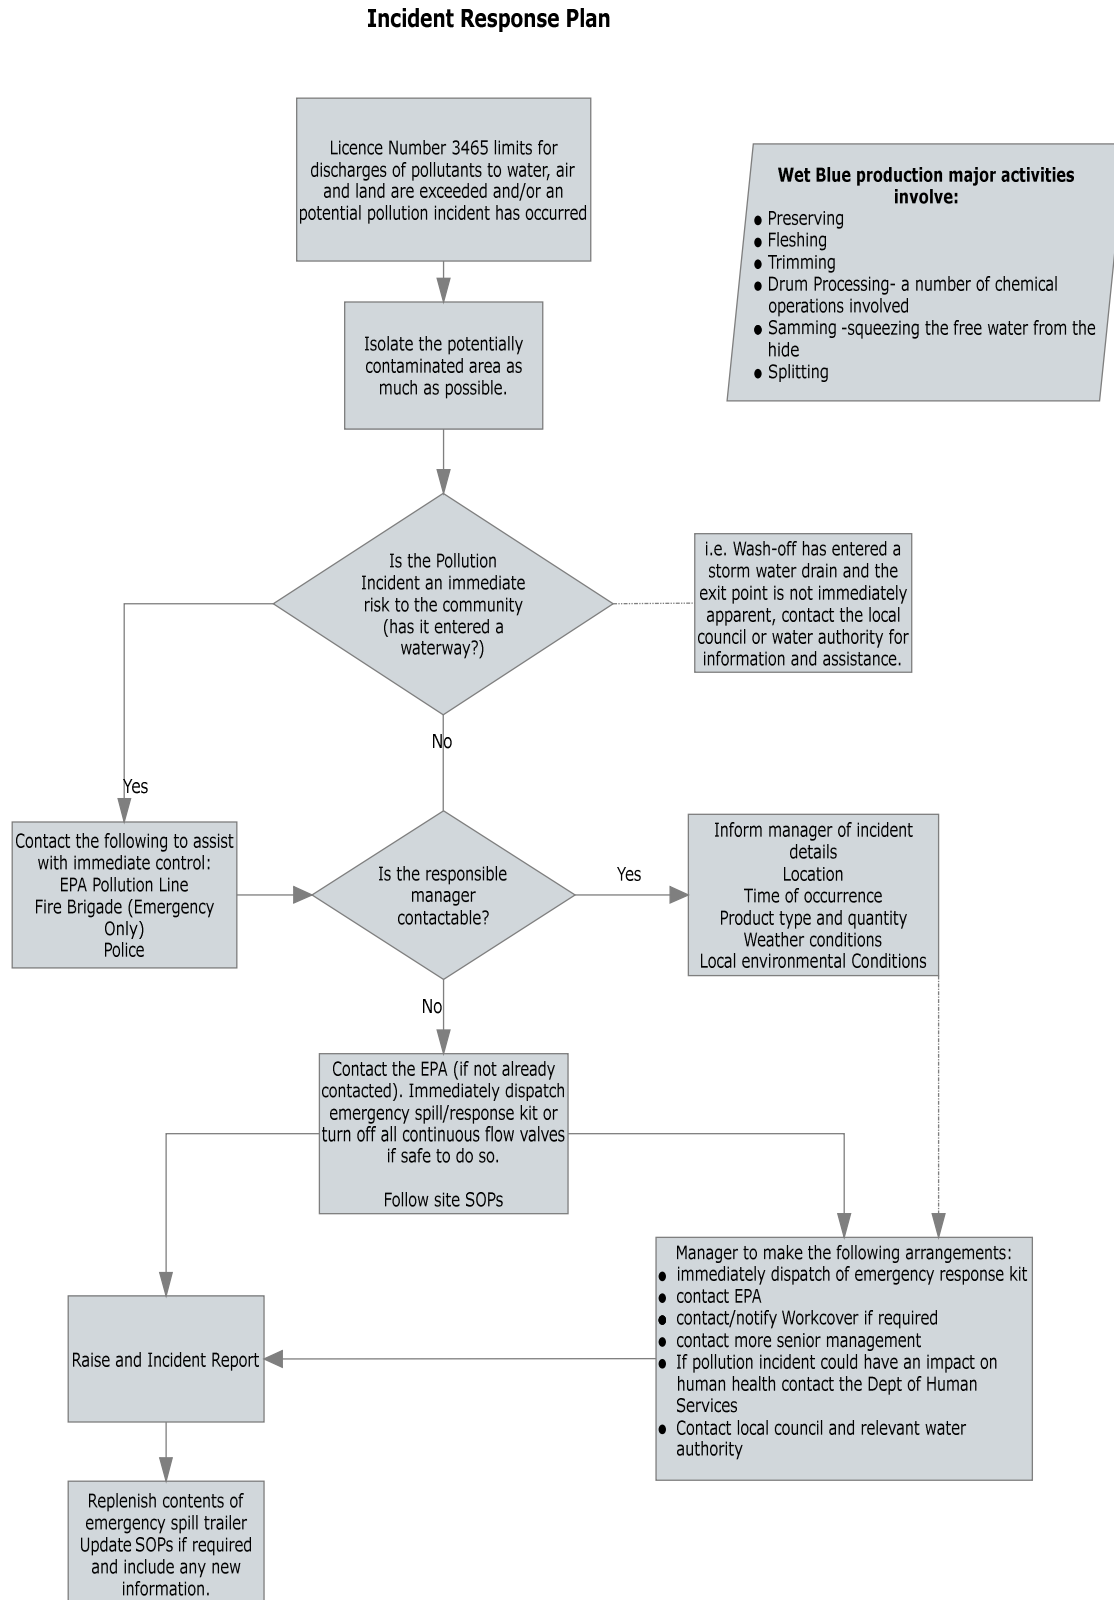 Incident Response Plan
Licence Number 3465 limits for
discharges of pollutants to water, air
and land are exceeded and/or an
potential pollution incident has occurred
Wet Blue production major activities
involve:
● Preserving
● Fleshing
● Trimming
● Drum Processing- a number of chemical
operations involved
● Samming -squeezing the free water from the
hide
● Splitting
Isolate the potentially
contaminated area as
much as possible.
Is the Pollution
Incident an immediate
risk to the community
(has it entered a
waterway?)
i.e. Wash-off has entered a
storm water drain and the
exit point is not immediately
apparent, contact the local
council or water authority for
information and assistance.
No
Yes
Contact the following to assist
with immediate control:
EPA Pollution Line
Fire Brigade (Emergency
Only)
Police
Is the responsible
manager
contactable?
Yes
Inform manager of incident
details
Location
Time of occurrence
Product type and quantity
Weather conditions
Local environmental Conditions
No
Contact the EPA (if not already
contacted). Immediately dispatch
emergency spill/response kit or
turn off all continuous flow valves
if safe to do so.
Follow site SOPs
Manager to make the following arrangements:
● immediately dispatch of emergency response kit
● contact EPA
● contact/notify Workcover if required
● contact more senior management
● If pollution incident could have an impact on
human health contact the Dept of Human
Services
● Contact local council and relevant water
authority
Raise and Incident Report
Replenish contents of
emergency spill trailer
Update SOPs if required
and include any new
information.